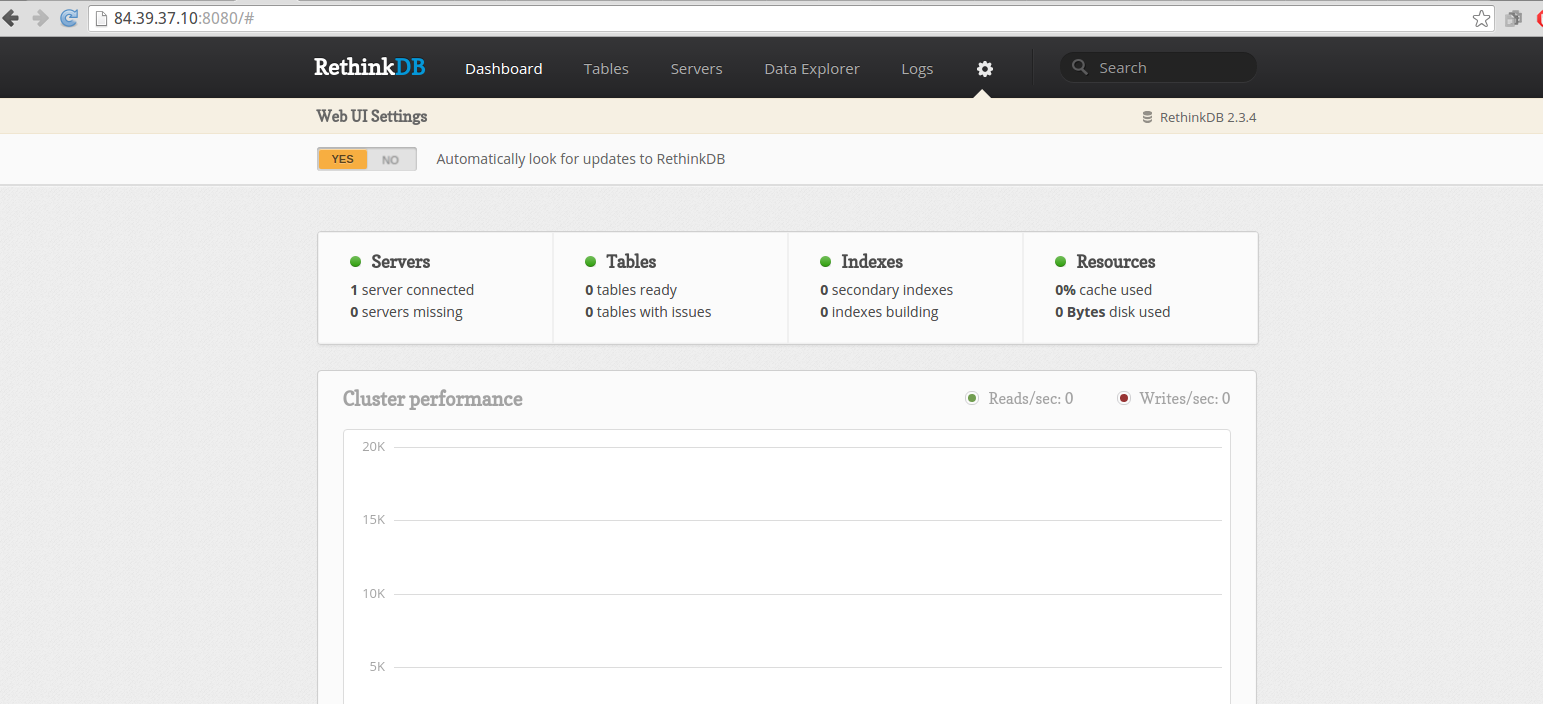 84.39.37.10:8080/#
RethinkDB Dashboard Tables Servers Data Explorer Logs Search
Web UI Settings RethinkDB 2.3.4
YES NO Automatically look for updates to RethinkDB
Servers Tables Indexes Resources
1 server connected 0 tables ready 0 secondary indexes 0% cache used
0 servers missing 0 tables with issues 0 indexes building 0 Bytes disk used
Cluster performance Reads/sec: 0 Writes/sec: 0
20K
15K
10K
5K